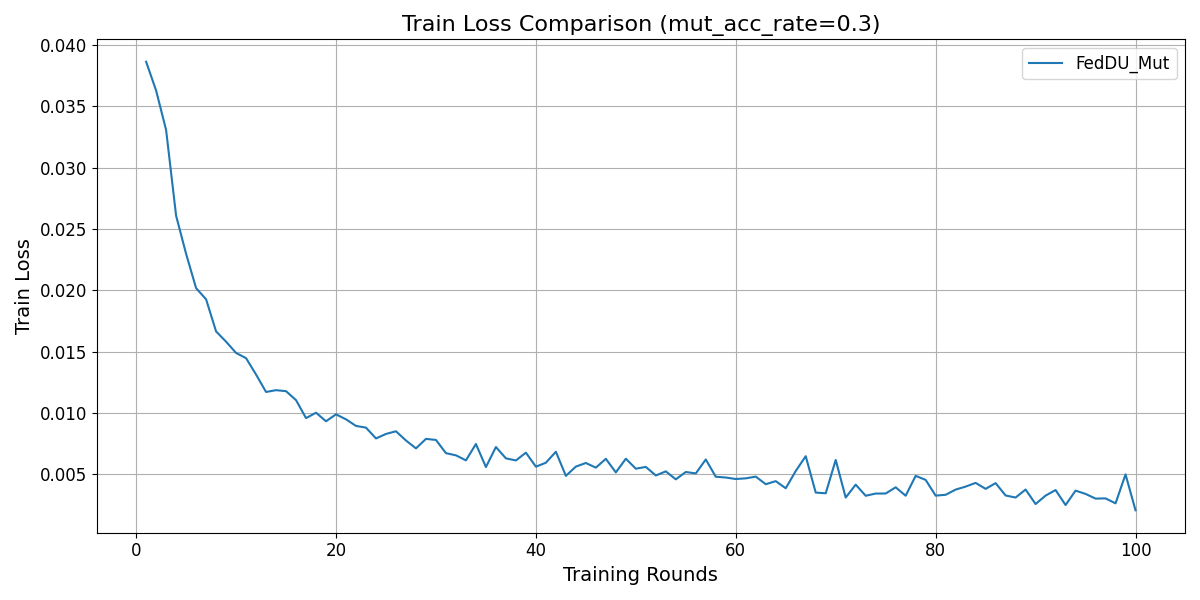 Train Loss Comparison (mut_acc_rate=0.3)
FedDU_Mut
Train Loss
0.040
0.035
0.030
0.025
0.020
0.015
0.010
0.005
0 20 40 60 80 100
Training Rounds